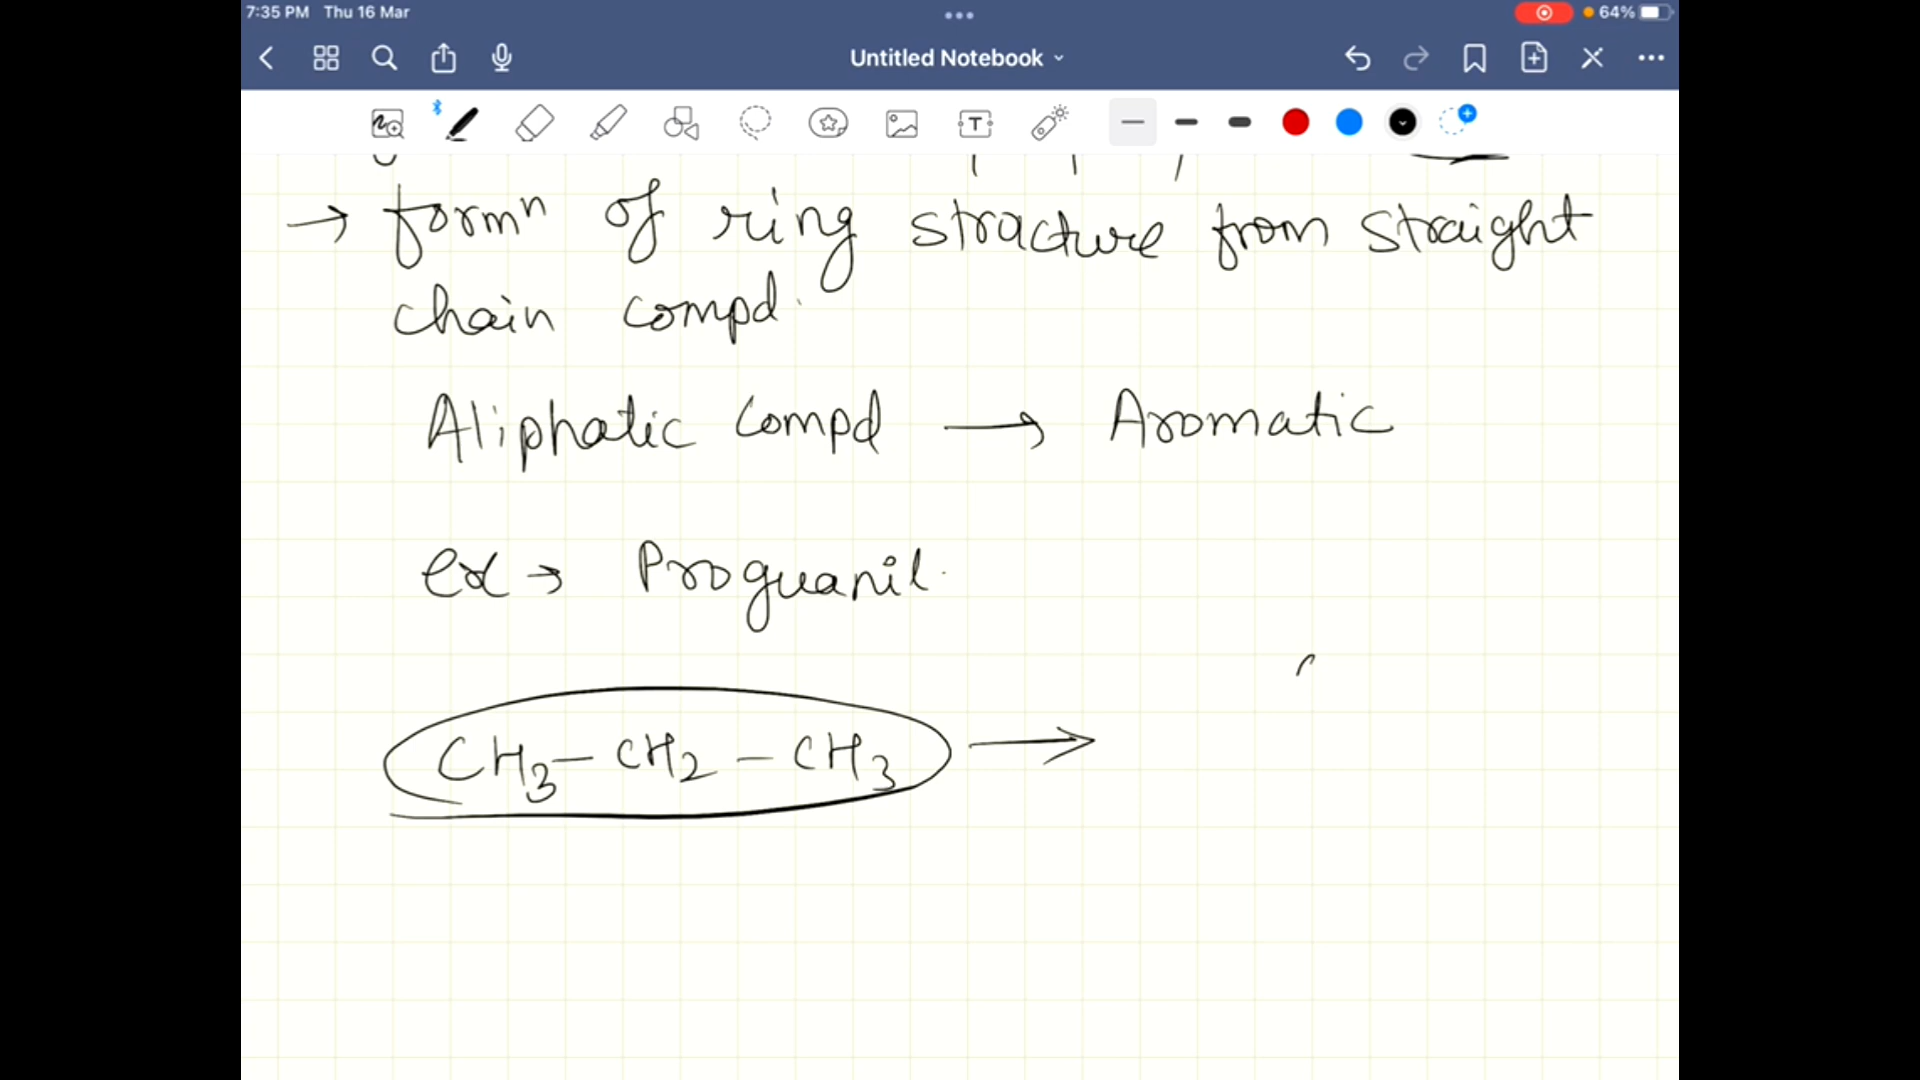 7:35 PM Thu 16 Mar
64%
Untitled Notebook
T
→ formⁿ of ring structure from straight
chain compd.
Aliphatic Compd → Aromatic
ex → Proguanil.
CH₃ – CH₂ – CH₃ →